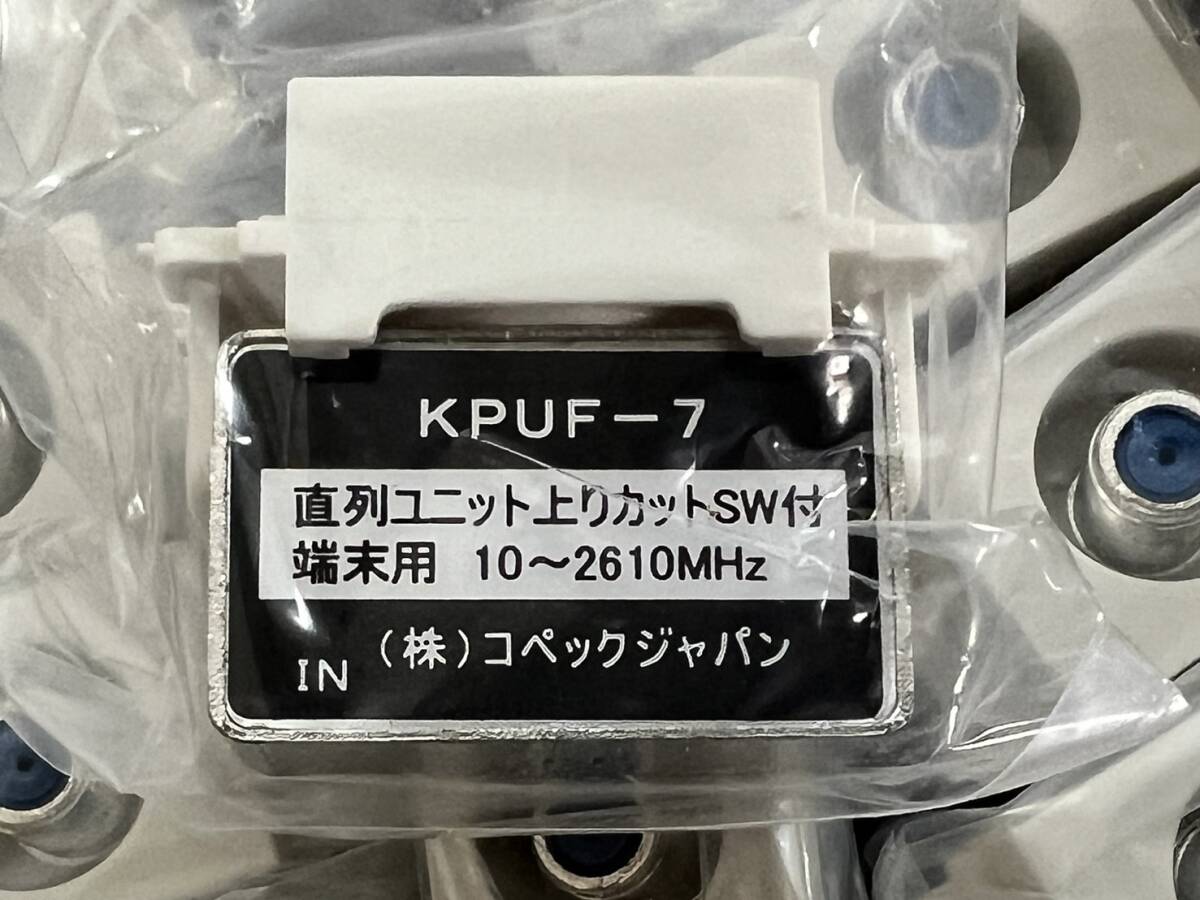 KPUF-7
直列ユニット上りカットSW付
端末用 10～2610MHz
(株)コペックジャパン
IN